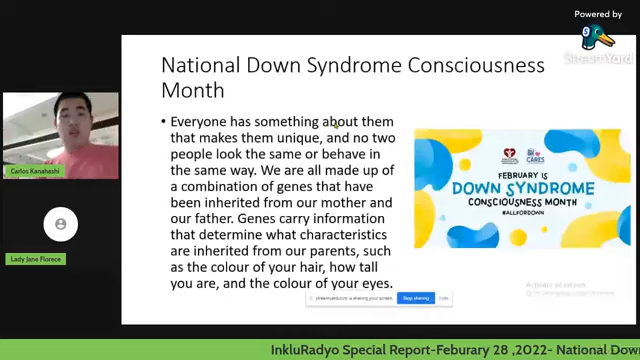 Powered by
StreamYard
National Down Syndrome Consciousness
Month
• Everyone has something about them
that makes them unique, and no two
people look the same or behave in
the same way. We are all made up of
a combination of genes that have
been inherited from our mother and
our father. Genes carry information
that determine what characteristics
are inherited from our parents, such
as the colour of your hair, how tall
you are, and the colour of your eyes.
CARES
FEBRUARY IS
DOWN SYNDROME
CONSCIOUSNESS MONTH
#ALLFORDOWN
Carlos Kanahashi
Lady Jane Florece
streamyard.com is sharing your screen.
Stop sharing
Hide
InkluRadyo Special Report-Feburary 28 ,2022- National Down